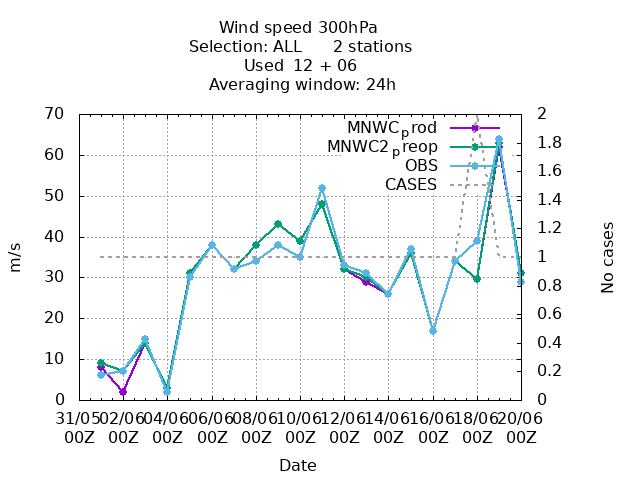 Wind speed 300hPa
Selection: ALL 2 stations
Used 12 + 06
Averaging window: 24h
MNWCprod
MNWC2preop
OBS
CASES
70
60
50
40
30
20
10
0
2
1.8
1.6
1.4
1.2
1
0.8
0.6
0.4
0.2
0
m/s
No cases
31/05 02/06 04/06 06/06 08/06 10/06 12/06 14/06 16/06 18/06 20/06
00Z 00Z 00Z 00Z 00Z 00Z 00Z 00Z 00Z 00Z 00Z
Date